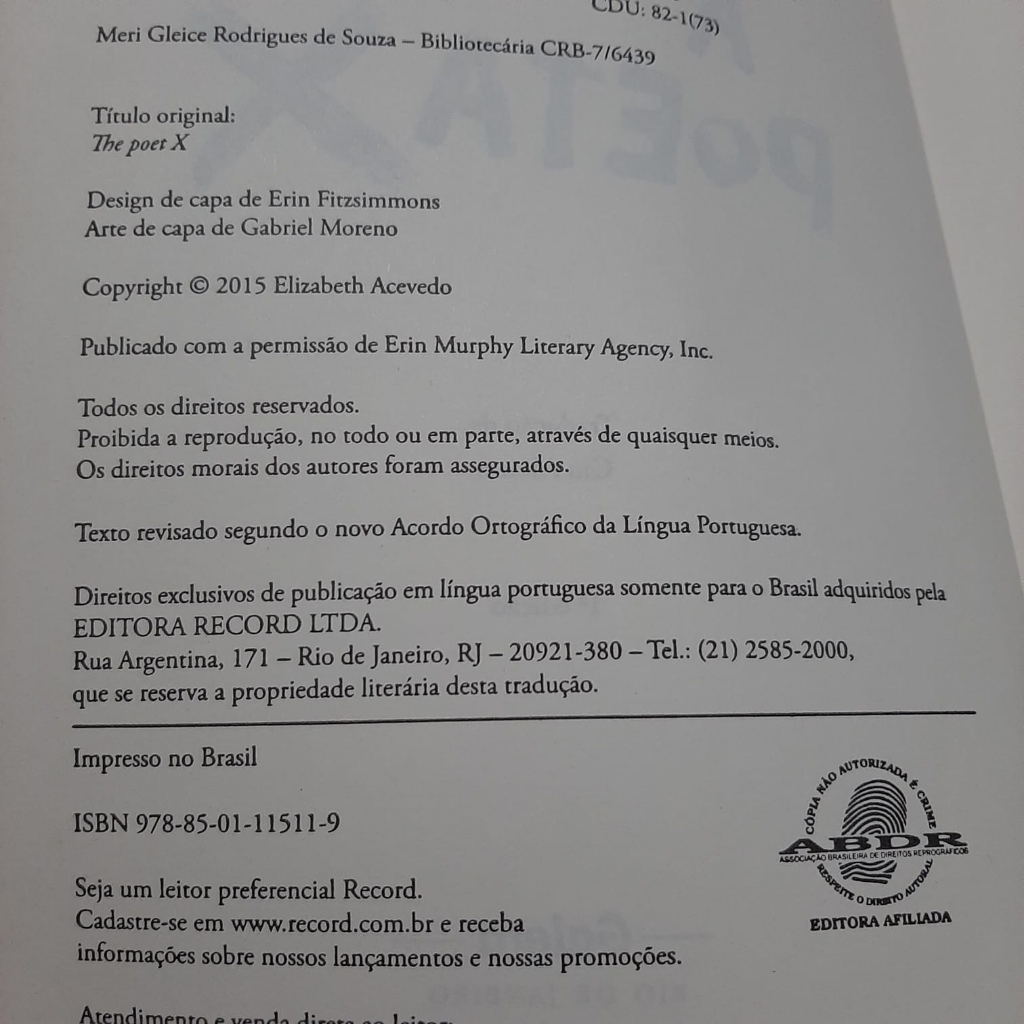 CDU: 82-1(73)
Meri Gleice Rodrigues de Souza – Bibliotecária CRB-7/6439
Título original:
The poet X
Design de capa de Erin Fitzsimmons
Arte de capa de Gabriel Moreno
Copyright © 2015 Elizabeth Acevedo
Publicado com a permissão de Erin Murphy Literary Agency, Inc.
Todos os direitos reservados.
Proibida a reprodução, no todo ou em parte, através de quaisquer meios.
Os direitos morais dos autores foram assegurados.
Texto revisado segundo o novo Acordo Ortográfico da Língua Portuguesa.
Direitos exclusivos de publicação em língua portuguesa somente para o Brasil adquiridos pela
EDITORA RECORD LTDA.
Rua Argentina, 171 – Rio de Janeiro, RJ – 20921-380 – Tel.: (21) 2585-2000,
que se reserva a propriedade literária desta tradução.
Impresso no Brasil
ISBN 978-85-01-11511-9
Seja um leitor preferencial Record.
Cadastre-se em www.record.com.br e receba
informações sobre nossos lançamentos e nossas promoções.
Atendimento e venda direta ao leitor:
CÓPIA NÃO AUTORIZADA É CRIME
ABDR
ASSOCIAÇÃO BRASILEIRA DE DIREITOS REPROGRÁFICOS
RESPEITE O DIREITO AUTORAL
EDITORA AFILIADA